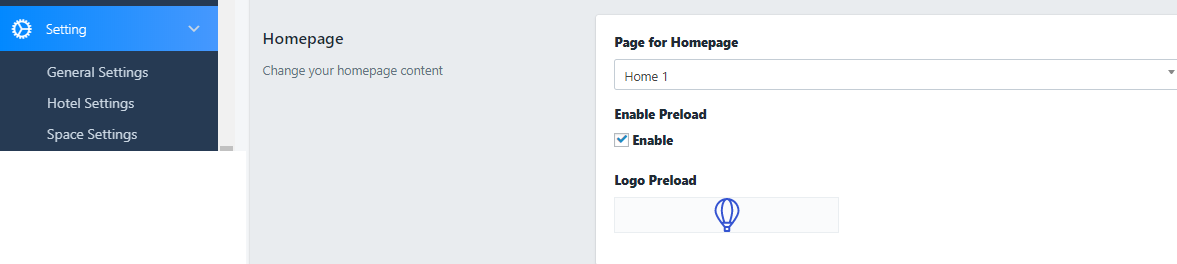 Setting
General Settings
Hotel Settings
Space Settings
Homepage
Change your homepage content
Page for Homepage
Home 1
Enable Preload
Enable
Logo Preload